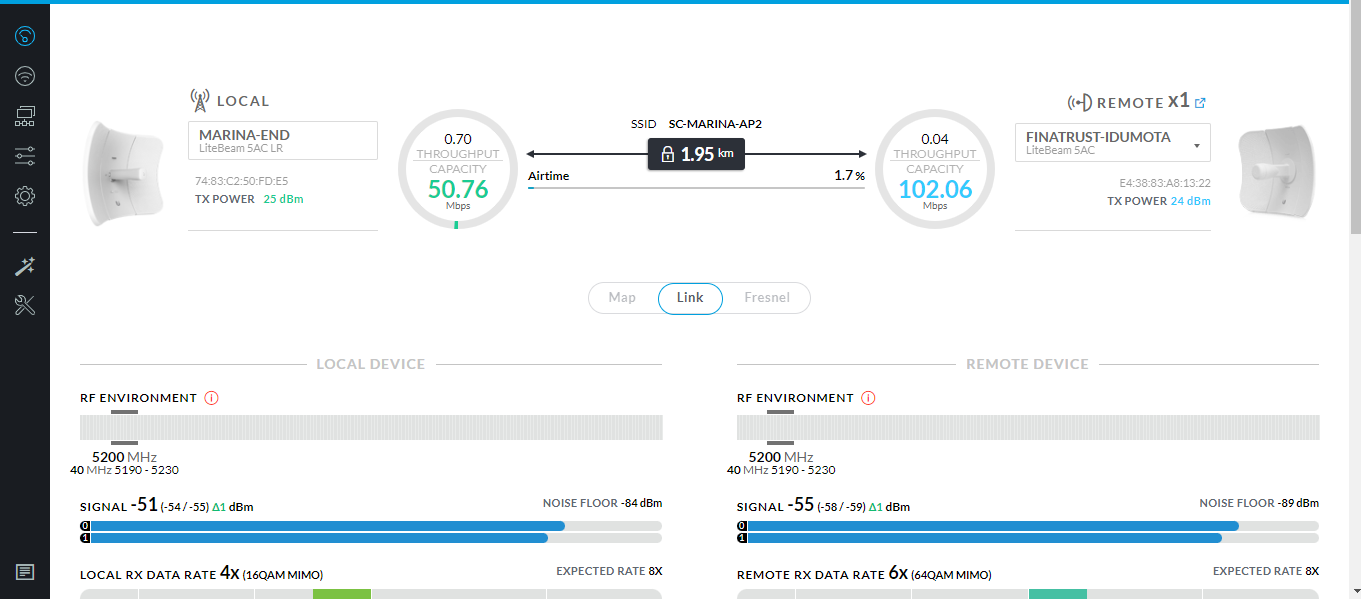 LOCAL
MARINA-END
LiteBeam 5AC LR
74:83:C2:50:FD:E5
TX POWER 25 dBm
0.70
THROUGHPUT
CAPACITY
50.76
Mbps
SSID SC-MARINA-AP2
1.95 km
Airtime 1.7 %
0.04
THROUGHPUT
CAPACITY
102.06
Mbps
REMOTE x1
FINATRUST-IDUMOTA
LiteBeam 5AC
E4:38:83:A8:13:22
TX POWER 24 dBm
Map Link Fresnel
LOCAL DEVICE
RF ENVIRONMENT
5200 MHz
40 MHz 5190 - 5230
SIGNAL -51 (-54 / -55) Δ1 dBm NOISE FLOOR -84 dBm
0
1
LOCAL RX DATA RATE 4x (16QAM MIMO) EXPECTED RATE 8X
REMOTE DEVICE
RF ENVIRONMENT
5200 MHz
40 MHz 5190 - 5230
SIGNAL -55 (-58 / -59) Δ1 dBm NOISE FLOOR -89 dBm
0
1
REMOTE RX DATA RATE 6x (64QAM MIMO) EXPECTED RATE 8X